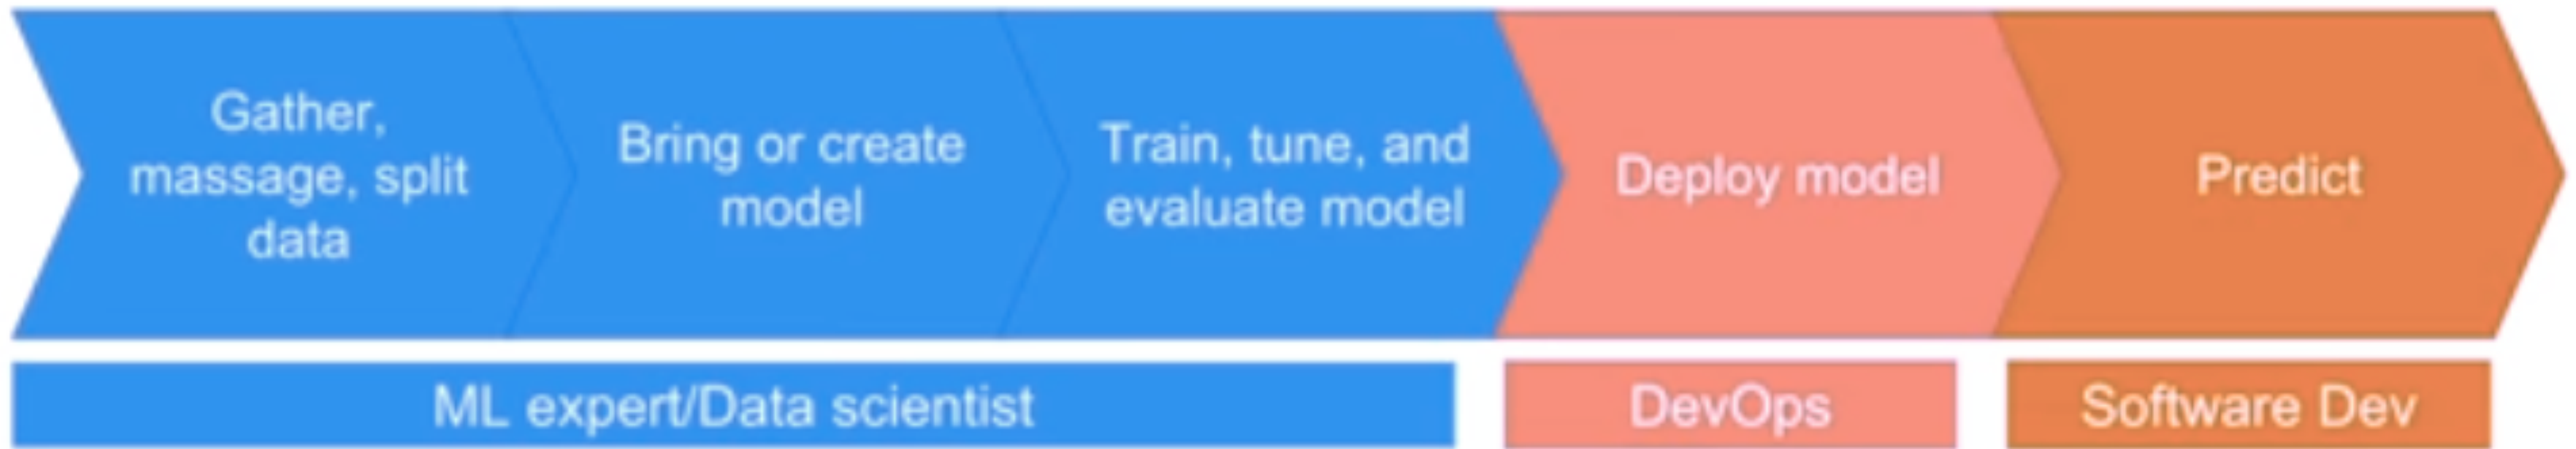 Gather,
massage, split
data
Bring or create
model
Train, tune, and
evaluate model
Deploy model
Predict
ML expert/Data scientist
DevOps
Software Dev